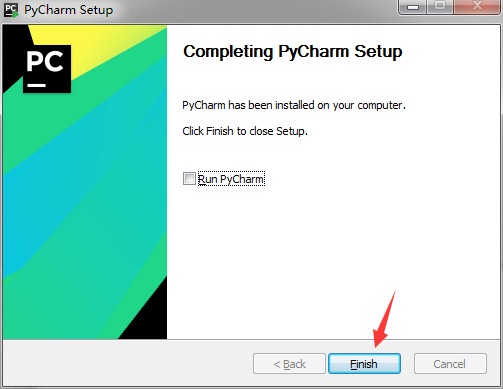 PyCharm Setup
PC
Completing PyCharm Setup
PyCharm has been installed on your computer.
Click Finish to close Setup.
Run PyCharm
< Back
Finish
Cancel